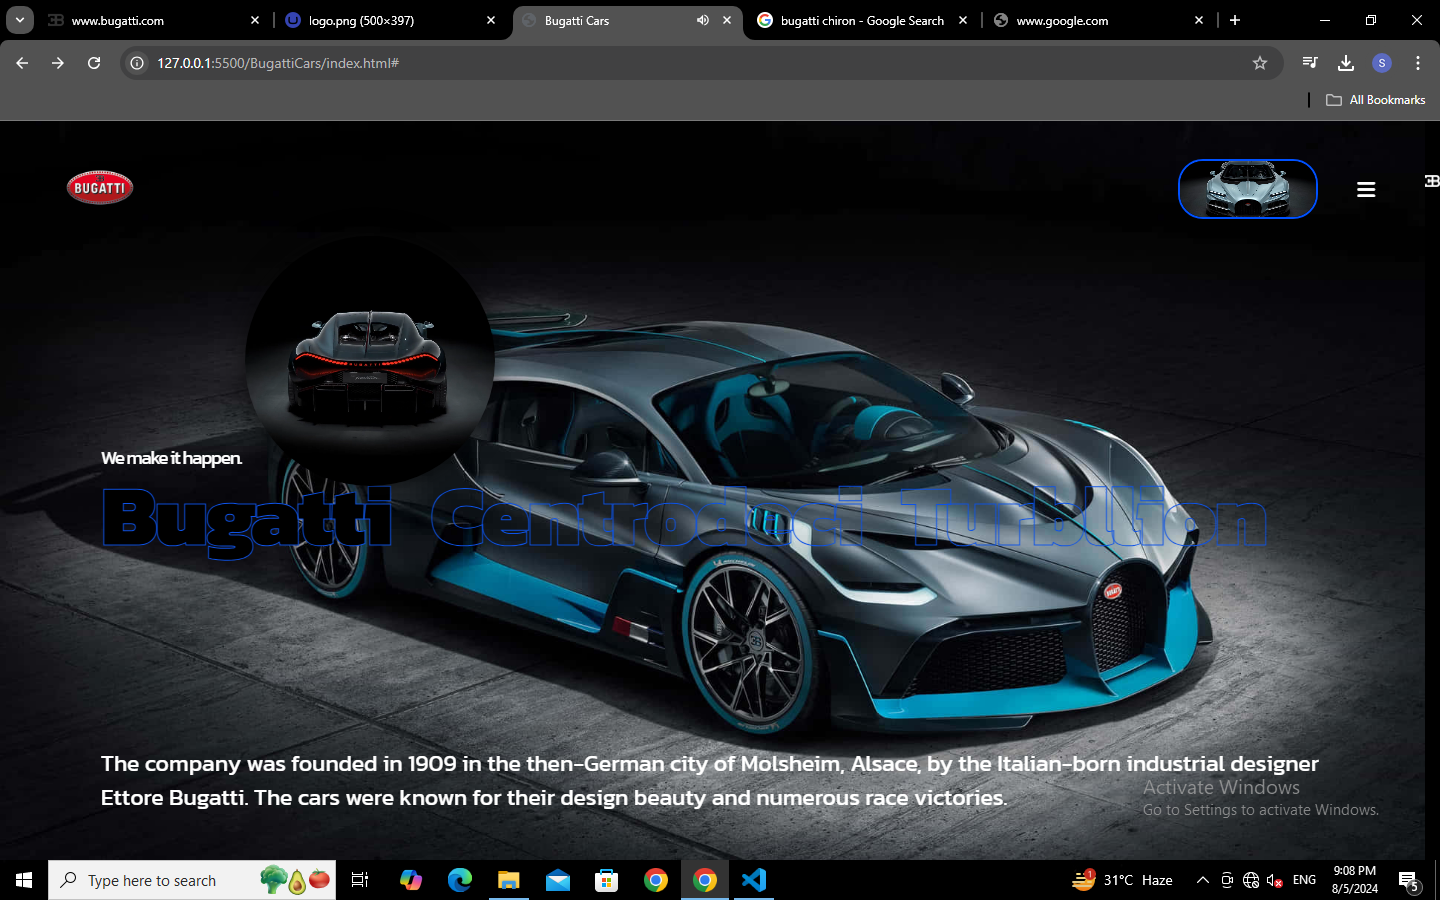 www.bugatti.com
logo.png (500×397)
Bugatti Cars
bugatti chiron - Google Search
www.google.com
127.0.0.1:5500/BugattiCars/index.html#
S
All Bookmarks
BUGATTI
We make it happen.
Bugatti Centrodeci Turbllion
The company was founded in 1909 in the then-German city of Molsheim, Alsace, by the Italian-born industrial designer
Ettore Bugatti. The cars were known for their design beauty and numerous race victories.
Activate Windows
Go to Settings to activate Windows.
Type here to search
1
31°C Haze
ENG
9:08 PM
8/5/2024
5